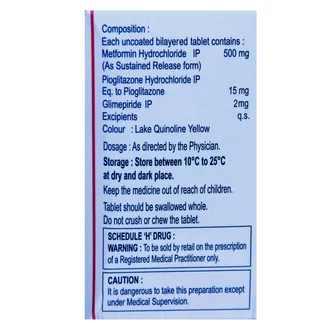 Composition :
Each uncoated bilayered tablet contains :
Metformin Hydrochloride IP 500 mg
(As Sustained Release form)
Pioglitazone Hydrochloride IP
Eq. to Pioglitazone 15 mg
Glimepiride IP 2mg
Excipients q.s.
Colour : Lake Quinoline Yellow
Dosage : As directed by the Physician.
Storage : Store between 10°C to 25°C
at dry and dark place.
Keep the medicine out of reach of children.
Tablet should be swallowed whole.
Do not crush or chew the tablet.
SCHEDULE 'H' DRUG :
WARNING : To be sold by retail on the prescription
of a Registered Medical Practitioner only.
CAUTION :
It is dangerous to take this preparation except
under Medical Supervision.